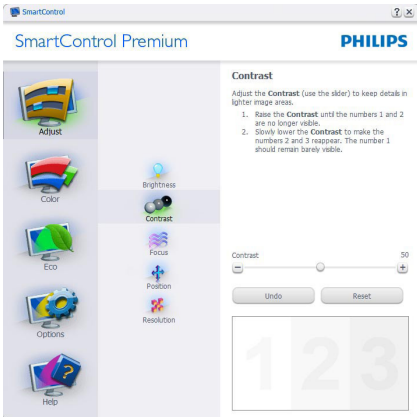 SmartControl
SmartControl Premium
PHILIPS
Adjust
Color
Eco
Options
Help
Brightness
Contrast
Focus
Position
Resolution
Contrast
Adjust the Contrast (use the slider) to keep details in
lighter image areas.
1. Raise the Contrast until the numbers 1 and 2
are no longer visible.
2. Slowly lower the Contrast to make the
numbers 2 and 3 reappear. The number 1
should remain barely visible.
Contrast 50
Undo Reset
1 2 3